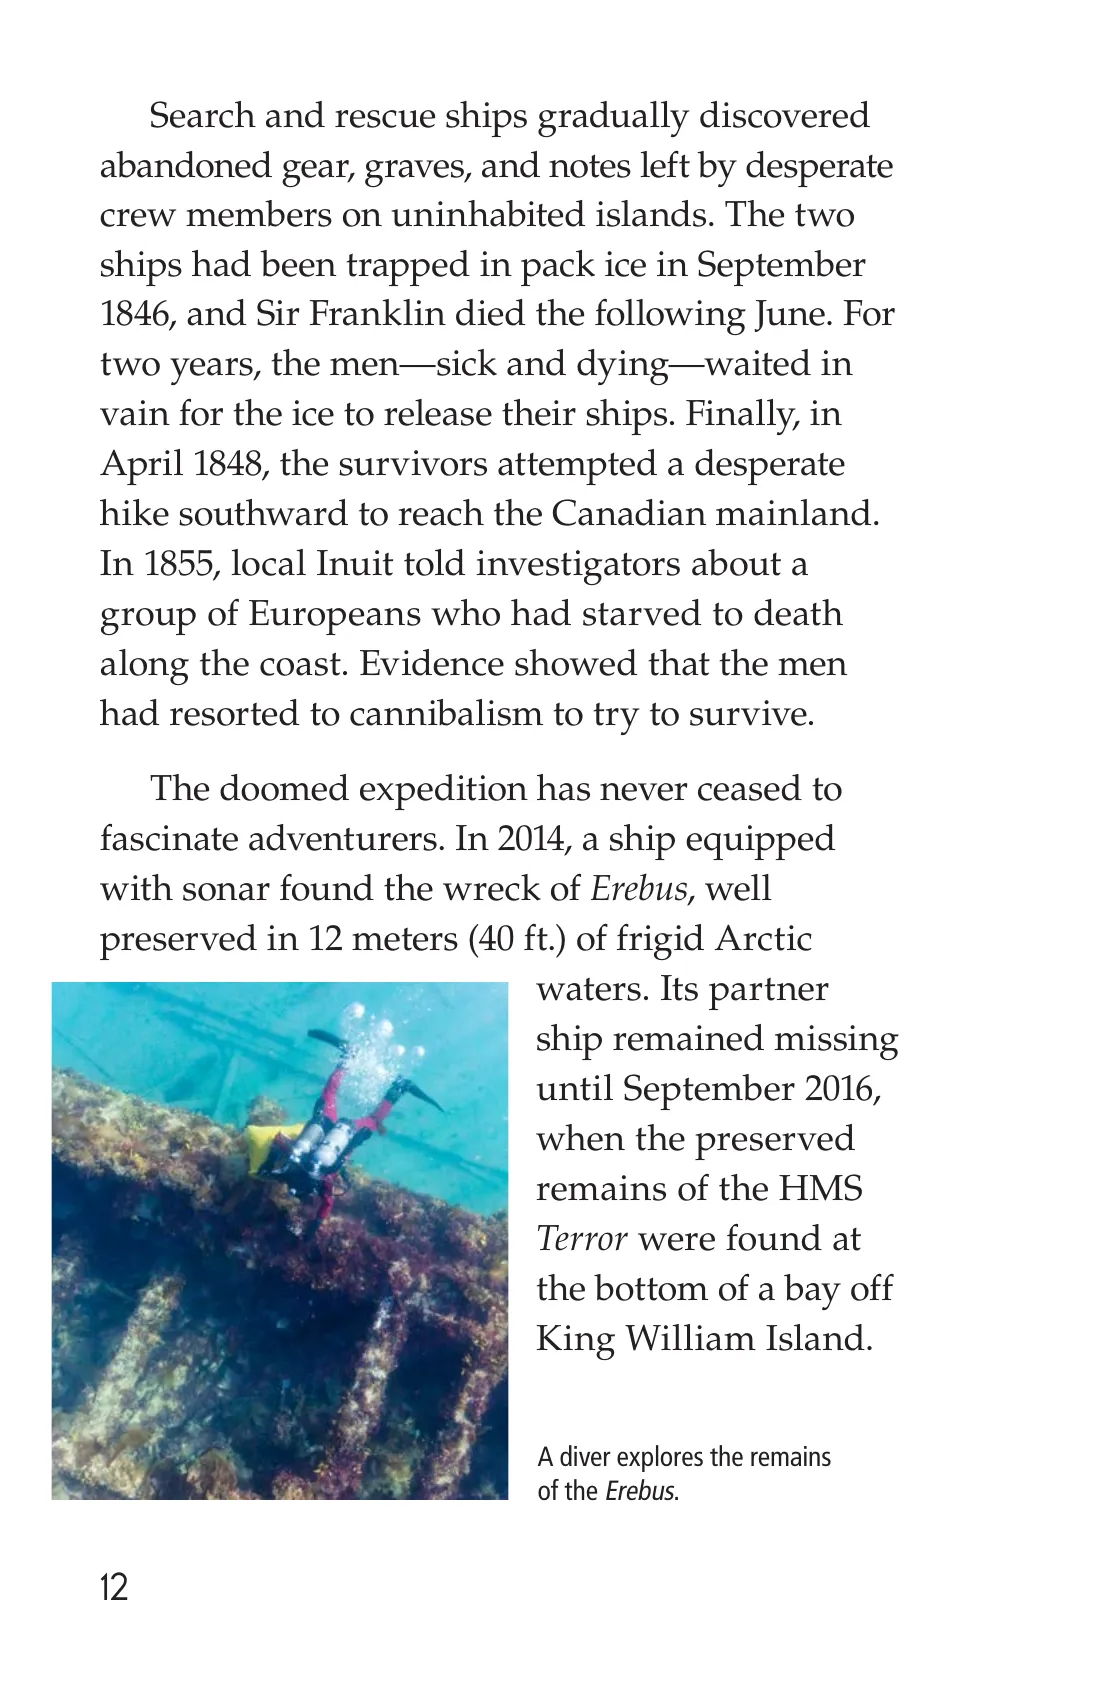 Search and rescue ships gradually discovered
abandoned gear, graves, and notes left by desperate
crew members on uninhabited islands. The two
ships had been trapped in pack ice in September
1846, and Sir Franklin died the following June. For
two years, the men—sick and dying—waited in
vain for the ice to release their ships. Finally, in
April 1848, the survivors attempted a desperate
hike southward to reach the Canadian mainland.
In 1855, local Inuit told investigators about a
group of Europeans who had starved to death
along the coast. Evidence showed that the men
had resorted to cannibalism to try to survive.
The doomed expedition has never ceased to
fascinate adventurers. In 2014, a ship equipped
with sonar found the wreck of Erebus, well
preserved in 12 meters (40 ft.) of frigid Arctic
waters. Its partner
ship remained missing
until September 2016,
when the preserved
remains of the HMS
Terror were found at
the bottom of a bay off
King William Island.
A diver explores the remains
of the Erebus.
12